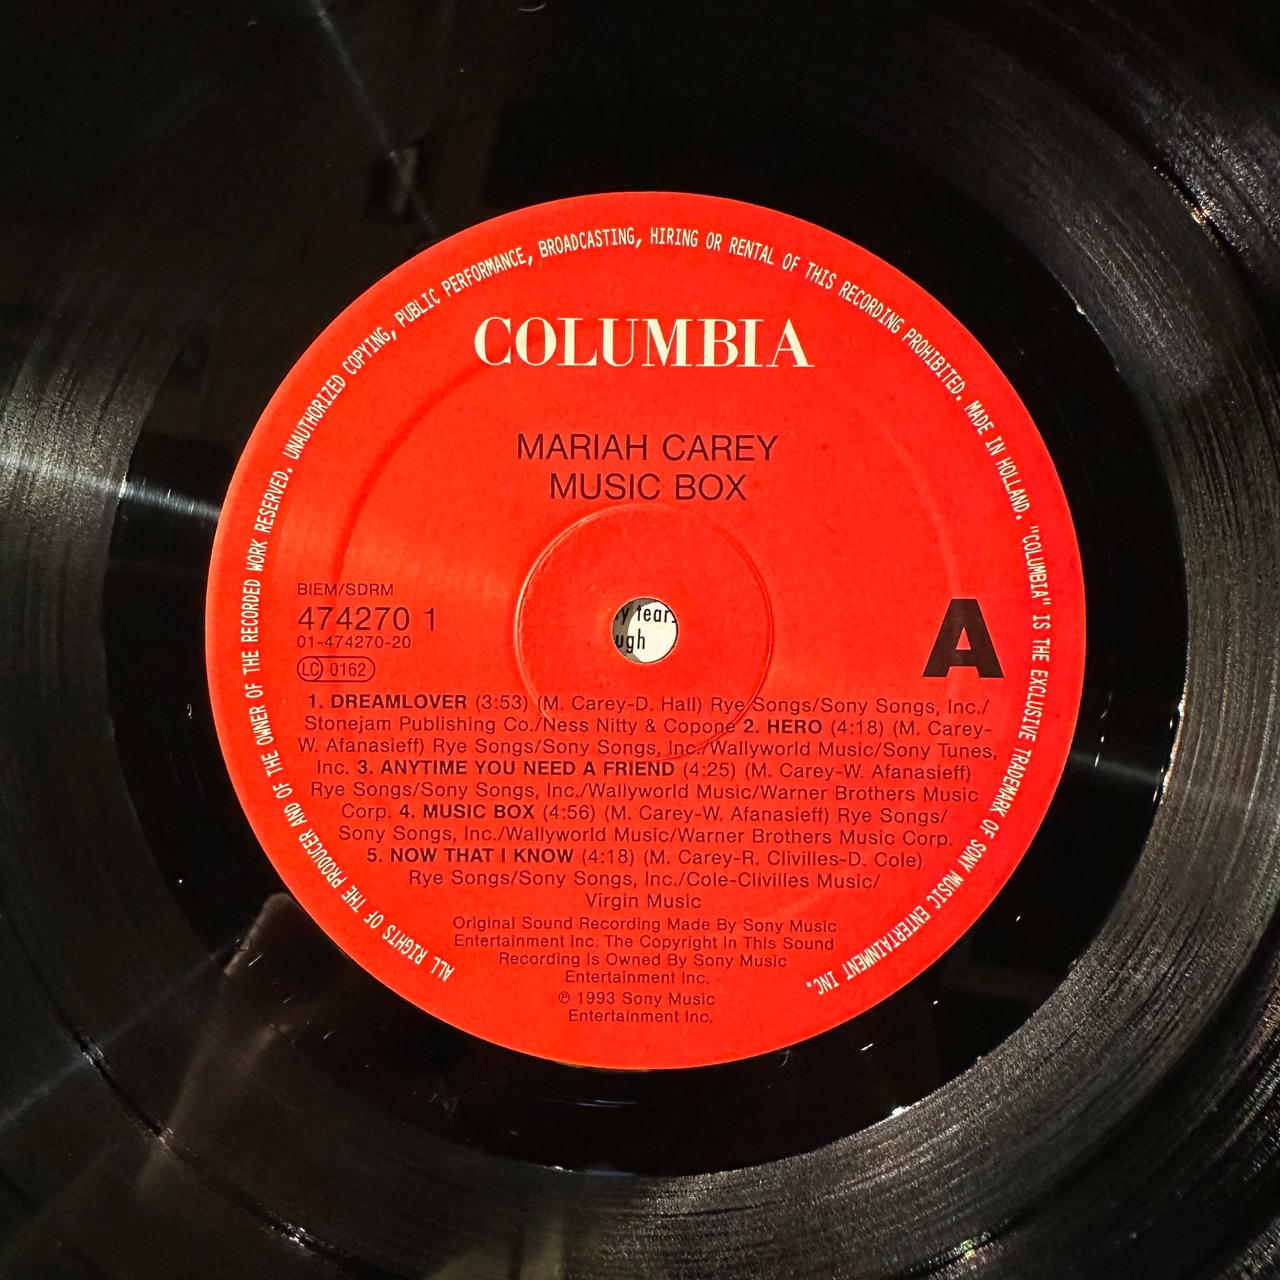 ALL RIGHTS OF THE PRODUCER AND OF THE OWNER OF THE RECORDED WORK RESERVED. UNAUTHORIZED COPYING, PUBLIC PERFORMANCE, BROADCASTING, HIRING OR RENTAL OF THIS RECORDING PROHIBITED. MADE IN HOLLAND. "COLUMBIA" IS THE EXCLUSIVE TRADEMARK OF SONY MUSIC ENTERTAINMENT INC.
COLUMBIA
MARIAH CAREY
MUSIC BOX
BIEM/SDRM
474270 1
01-474270-20
LC 0162
A
1. DREAMLOVER (3:53) (M. Carey-D. Hall) Rye Songs/Sony Songs, Inc./
Stonejam Publishing Co./Ness Nitty & Copone 2. HERO (4:18) (M. Carey-
W. Afanasieff) Rye Songs/Sony Songs, Inc./Wallyworld Music/Sony Tunes,
Inc. 3. ANYTIME YOU NEED A FRIEND (4:25) (M. Carey-W. Afanasieff)
Rye Songs/Sony Songs, Inc./Wallyworld Music/Warner Brothers Music
Corp. 4. MUSIC BOX (4:56) (M. Carey-W. Afanasieff) Rye Songs/
Sony Songs, Inc./Wallyworld Music/Warner Brothers Music Corp.
5. NOW THAT I KNOW (4:18) (M. Carey-R. Clivilles-D. Cole)
Rye Songs/Sony Songs, Inc./Cole-Clivilles Music/
Virgin Music
Original Sound Recording Made By Sony Music
Entertainment Inc. The Copyright In This Sound
Recording is Owned By Sony Music
Entertainment Inc.
℗ 1993 Sony Music
Entertainment Inc.